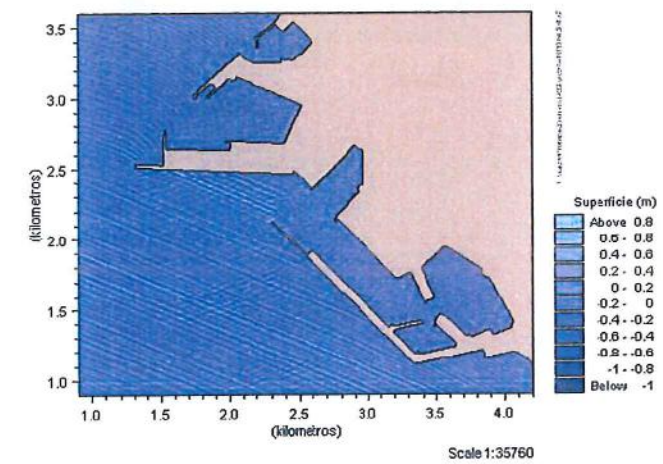 3.5
3.0
2.5
2.0
1.5
1.0
(kilometros)
1.0 1.5 2.0 2.5 3.0 3.5 4.0
(kilometros)
Scale 1:35760
Superficie (m)
Above 0.8
0.6 - 0.8
0.4 - 0.6
0.2 - 0.4
0 - 0.2
-0.2 - 0
-0.4 - -0.2
-0.6 - -0.4
-0.8 - -0.6
-1 - -0.8
Below -1